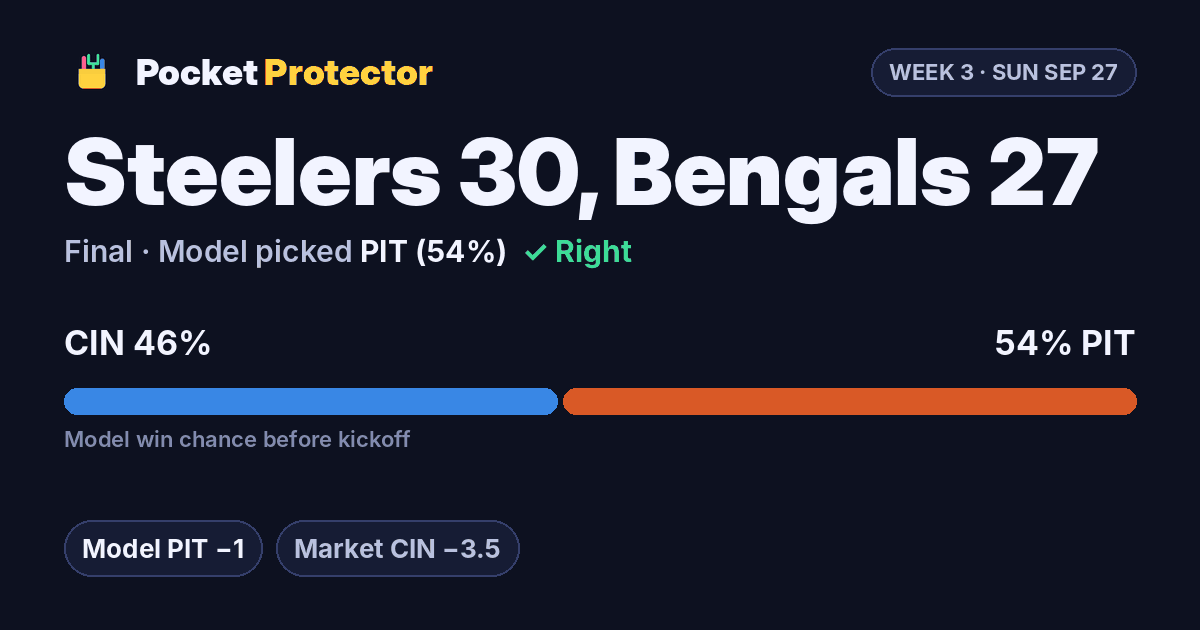 Pocket Protector
WEEK 3 · SUN SEP 27
Steelers 30, Bengals 27
Final · Model picked PIT (54%) ✓ Right
CIN 46%
54% PIT
Model win chance before kickoff
Model PIT −1
Market CIN −3.5